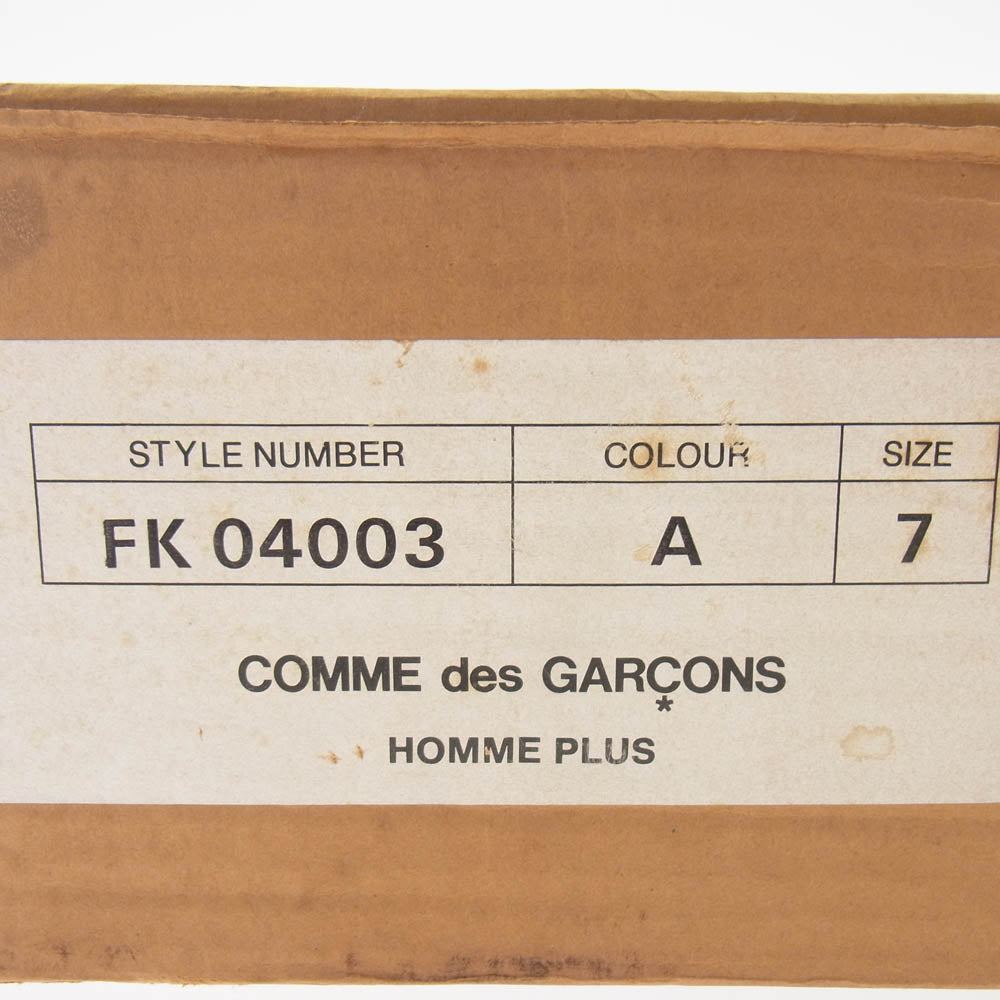 STYLE NUMBER COLOUR SIZE
FK 04003 A 7
COMME des GARÇONS
*
HOMME PLUS